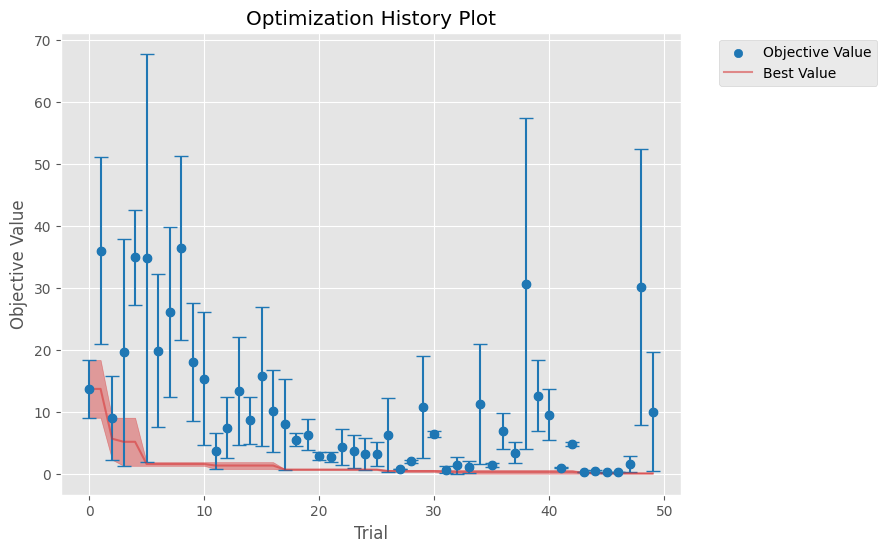 Optimization History Plot
Objective Value
Best Value
Objective Value
70
60
50
40
30
20
10
0
0 10 20 30 40 50
Trial